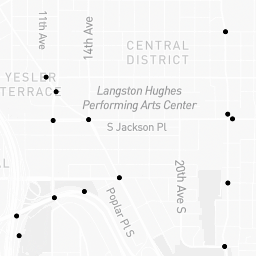 11th Ave
14th Ave
CENTRAL
DISTRICT
YESLER
TERRACE
Langston Hughes
Performing Arts Center
S Jackson Pl
20th Ave S
Poplar Pl S